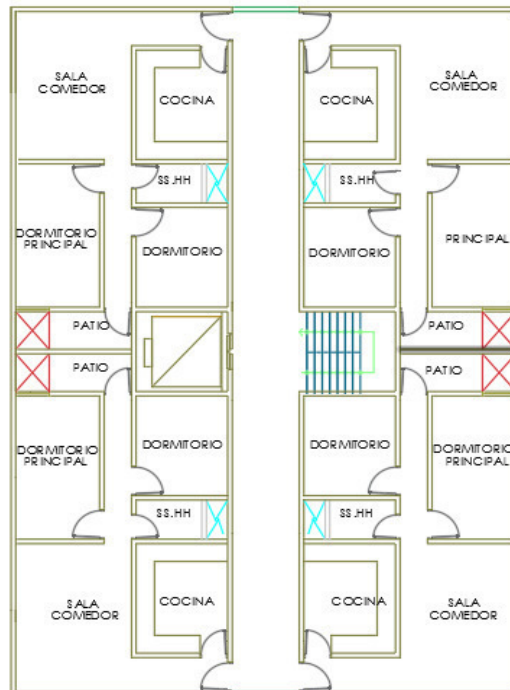 SALA
COMEDOR
COCINA
COCINA
SALA
COMEDOR
SS.HH
SS.HH
DORMITORIO
PRINCIPAL
DORMITORIO
DORMITORIO
PRINCIPAL
PATIO
PATIO
PATIO
PATIO
DORMITORIO
PRINCIPAL
DORMITORIO
DORMITORIO
DORMITORIO
PRINCIPAL
SS.HH
SS.HH
SALA
COMEDOR
COCINA
COCINA
SALA
COMEDOR